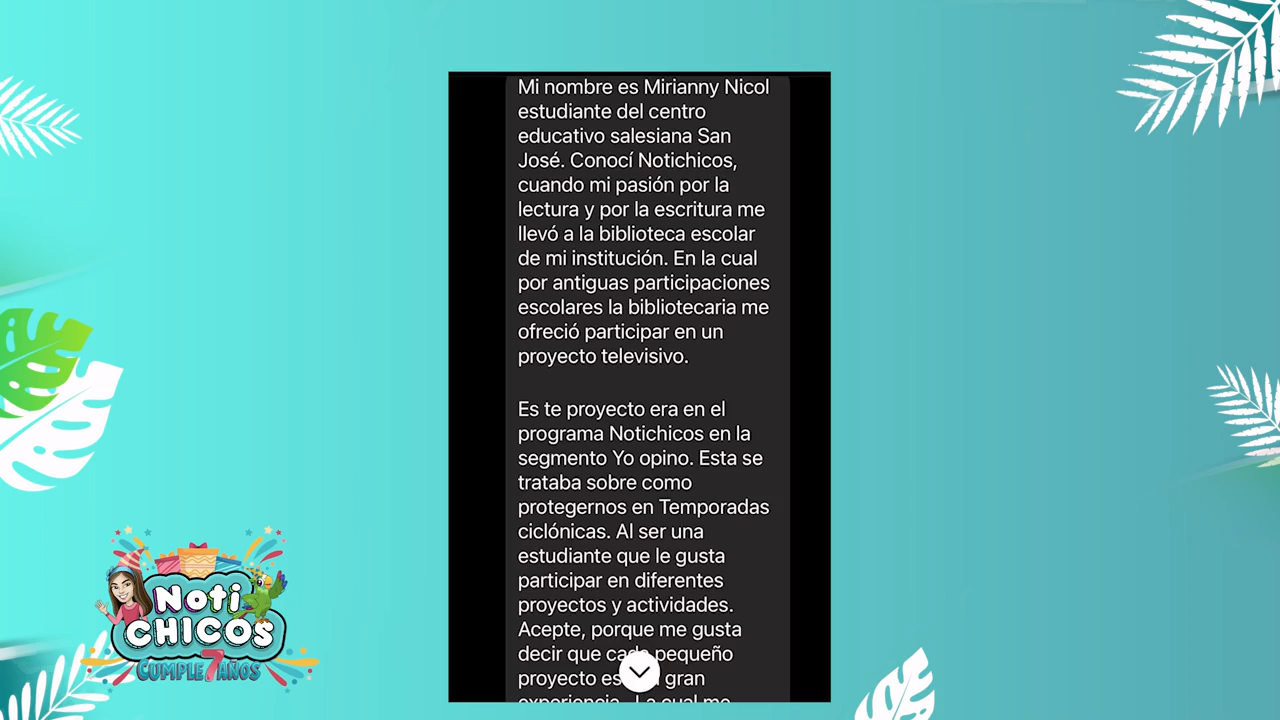 Mi nombre es Mirianny Nicol
estudiante del centro
educativo salesiana San
José. Conocí Notichicos,
cuando mi pasión por la
lectura y por la escritura me
llevó a la biblioteca escolar
de mi institución. En la cual
por antiguas participaciones
escolares la bibliotecaria me
ofreció participar en un
proyecto televisivo.
Es te proyecto era en el
programa Notichicos en la
segmento Yo opino. Esta se
trataba sobre como
protegernos en Temporadas
ciclónicas. Al ser una
estudiante que le gusta
participar en diferentes
proyectos y actividades.
Acepte, porque me gusta
decir que cada pequeño
proyecto es gran
experiencia. La cual me
Noti
CHICOS
CUMPLE 7 AÑOS